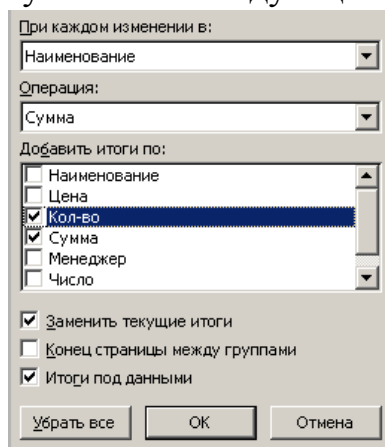 При каждом изменении в:
Наименование
Операция:
Сумма
Добавить итоги по:
Наименование
Цена
Кол-во
Сумма
Менеджер
Число
Заменить текущие итоги
Конец страницы между группами
Итоги под данными
Убрать все
ОК
Отмена